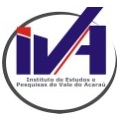 IVA
Instituto de Estudos e
Pesquisas do Vale do Acaraú